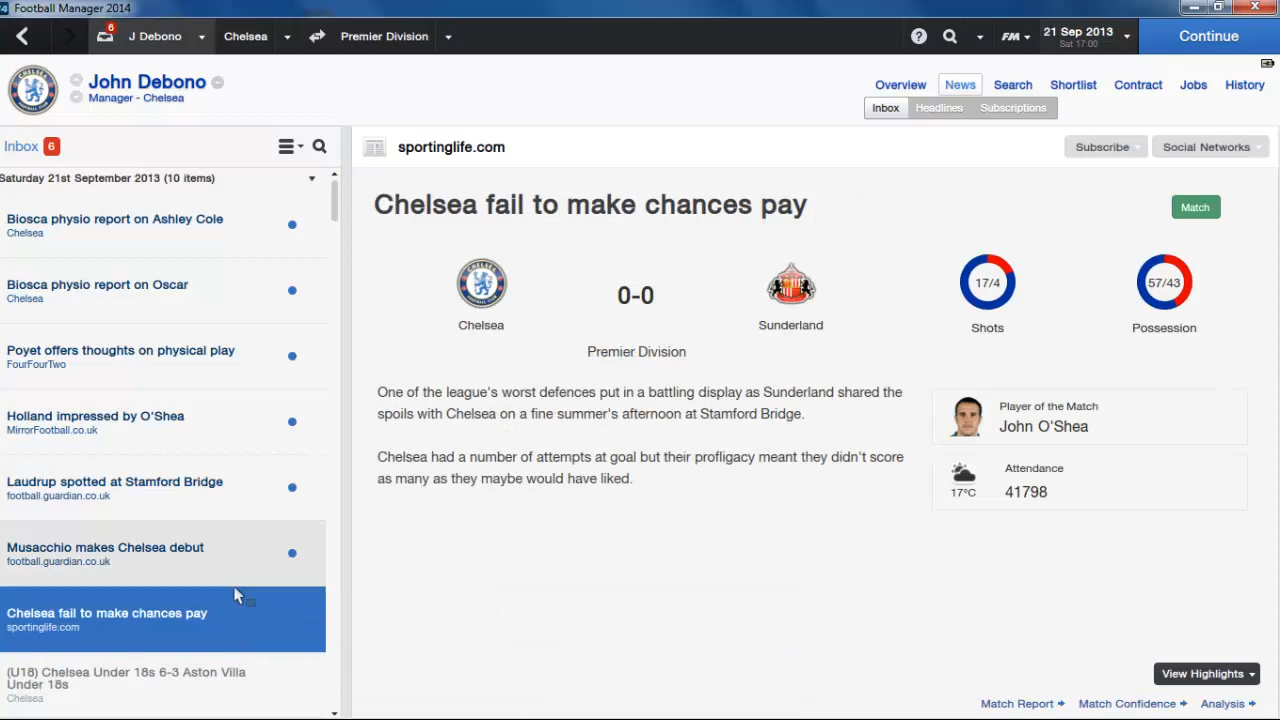 Football Manager 2014
6
J Debono
Chelsea
Premier Division
FM
21 Sep 2013
Sat 17:00
Continue
John Debono
Manager - Chelsea
Overview
News
Search
Shortlist
Contract
Jobs
History
Inbox
Headlines
Subscriptions
Inbox 6
Saturday 21st September 2013 (10 items)
Biosca physio report on Ashley Cole
Chelsea
Biosca physio report on Oscar
Chelsea
Poyet offers thoughts on physical play
FourFourTwo
Holland impressed by O'Shea
MirrorFootball.co.uk
Laudrup spotted at Stamford Bridge
football.guardian.co.uk
Musacchio makes Chelsea debut
football.guardian.co.uk
Chelsea fail to make chances pay
sportinglife.com
(U18) Chelsea Under 18s 6-3 Aston Villa
Under 18s
Chelsea
sportinglife.com
Subscribe
Social Networks
Chelsea fail to make chances pay
Match
Chelsea
0-0
Sunderland
Premier Division
17/4
Shots
57/43
Possession
One of the league's worst defences put in a battling display as Sunderland shared the
spoils with Chelsea on a fine summer's afternoon at Stamford Bridge.
Chelsea had a number of attempts at goal but their profligacy meant they didn't score
as many as they maybe would have liked.
Player of the Match
John O'Shea
17°C
Attendance
41798
View Highlights
Match Report
Match Confidence
Analysis